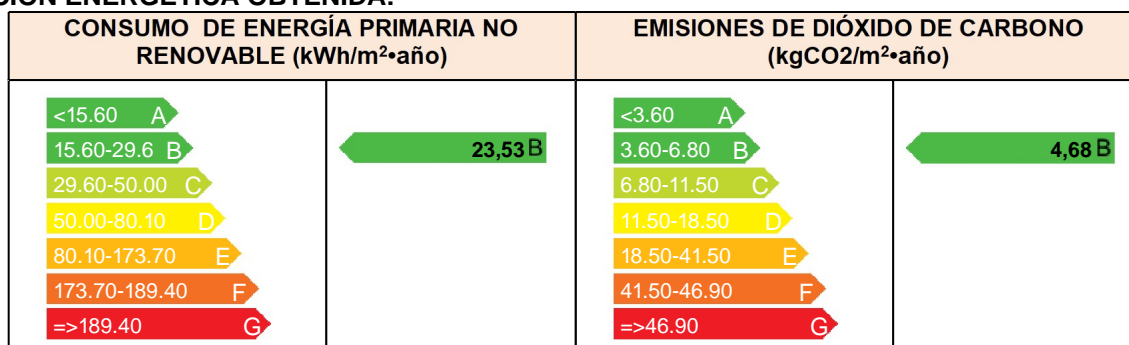 SIÓN ENERGÉTICA OBTENIDA:
CONSUMO DE ENERGÍA PRIMARIA NO
RENOVABLE (kWh/m²•año)
EMISIONES DE DIÓXIDO DE CARBONO
(kgCO2/m²•año)
<15.60 A
15.60-29.6 B
29.60-50.00 C
50.00-80.10 D
80.10-173.70 E
173.70-189.40 F
=>189.40 G
23,53 B
<3.60 A
3.60-6.80 B
6.80-11.50 C
11.50-18.50 D
18.50-41.50 E
41.50-46.90 F
=>46.90 G
4,68 B